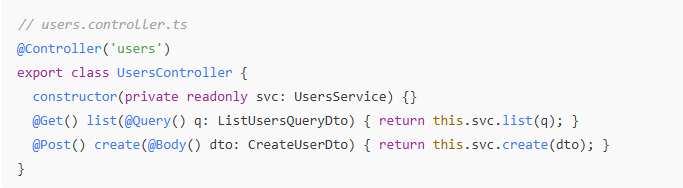 // users.controller.ts
@Controller('users')
export class UsersController {
  constructor(private readonly svc: UsersService) {}
  @Get() list(@Query() q: ListUsersQueryDto) { return this.svc.list(q); }
  @Post() create(@Body() dto: CreateUserDto) { return this.svc.create(dto); }
}